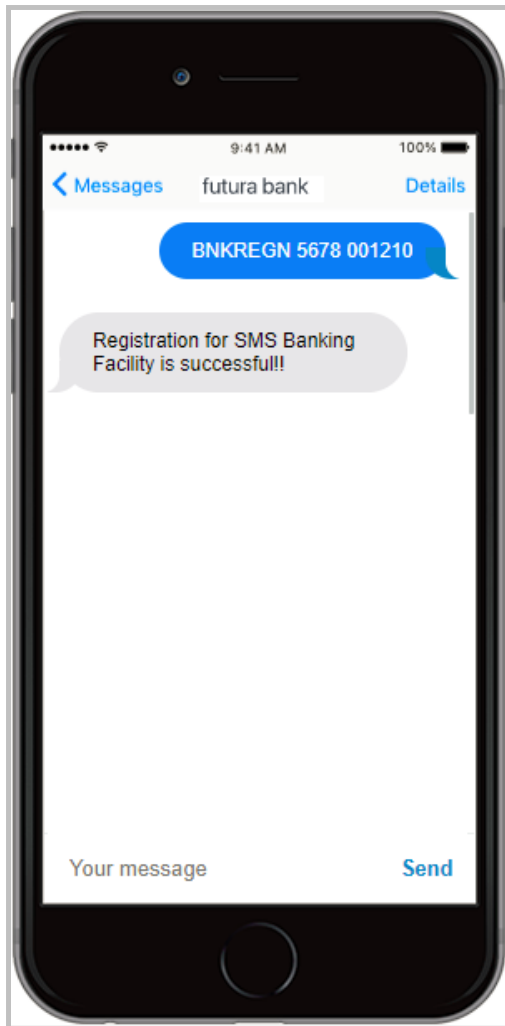 9:41 AM 100%
Messages futura bank Details
BNKREGN 5678 001210
Registration for SMS Banking
Facility is successful!!
Your message Send